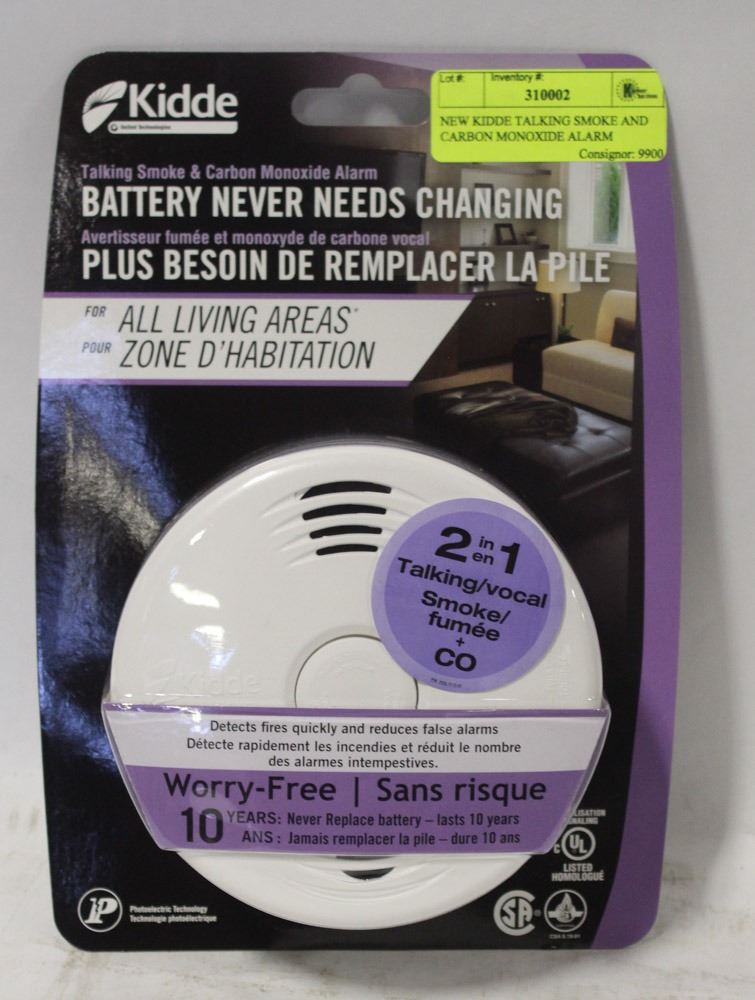 Kidde
Lot #:
Inventory #:
310002
NEW KIDDE TALKING SMOKE AND
CARBON MONOXIDE ALARM
Consignor: 9900
Talking Smoke & Carbon Monoxide Alarm
BATTERY NEVER NEEDS CHANGING
Avertisseur fumée et monoxyde de carbone vocal
PLUS BESOIN DE REMPLACER LA PILE
FOR ALL LIVING AREAS*
POUR ZONE D'HABITATION
2 in en 1
Talking/vocal
Smoke/
fumée
+
CO
Kidde
Detects fires quickly and reduces false alarms
Détecte rapidement les incendies et réduit le nombre
des alarmes intempestives.
Worry-Free | Sans risque
10 YEARS: Never Replace battery – lasts 10 years
ANS : Jamais remplacer la pile – dure 10 ans
C UL
LISTED
HOMOLOGUÉ
P
Photoelectric Technology
Technologie photoélectrique
SA